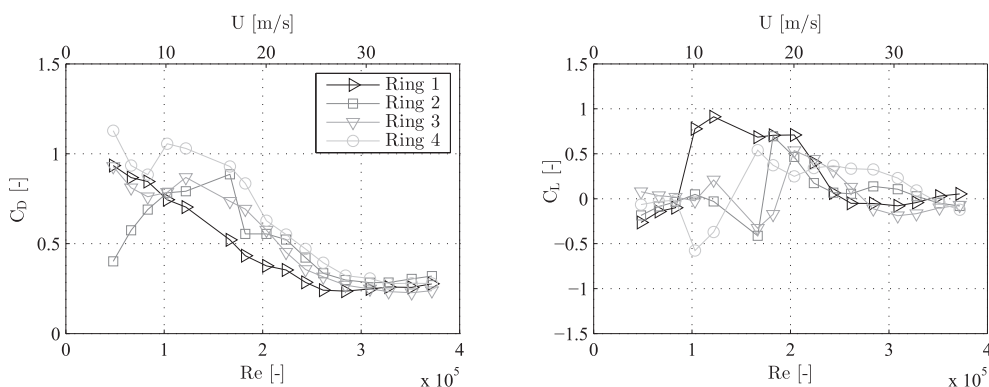 U [m/s]
0 10 20 30
1.5
1
0.5
0
C_D [-]
Ring 1
Ring 2
Ring 3
Ring 4
0 1 2 3 4
Re [-]
x 10^5
U [m/s]
0 10 20 30
1.5
1
0.5
0
−0.5
−1
−1.5
C_L [-]
0 1 2 3 4
Re [-]
x 10^5